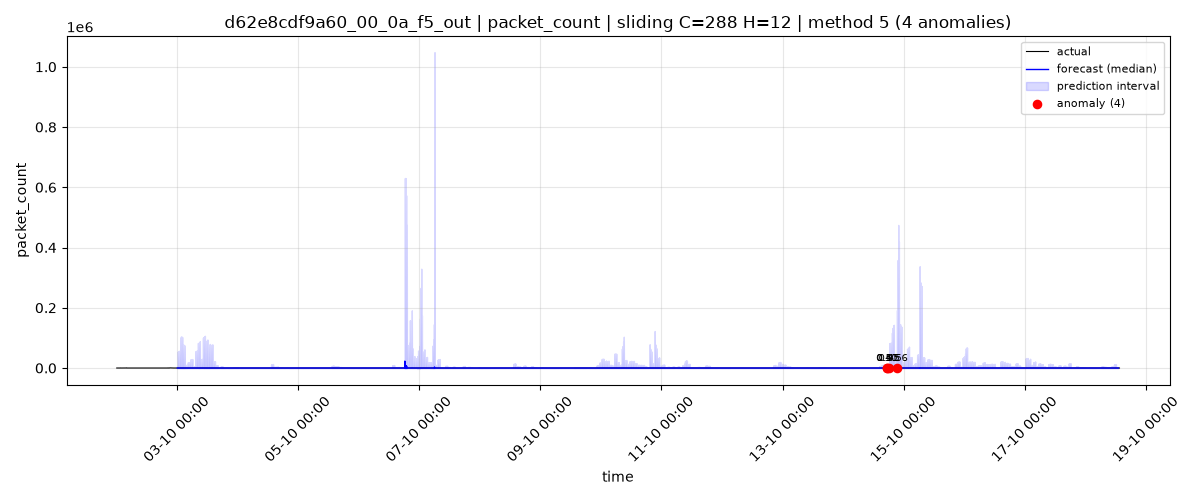 d62e8cdf9a60_00_0a_f5_out | packet_count | sliding C=288 H=12 | method 5 (4 anomalies)
1e6
actual
forecast (median)
prediction interval
anomaly (4)
1.0
0.8
0.6
0.4
0.2
0.0
packet_count
03-10 00:00
05-10 00:00
07-10 00:00
09-10 00:00
11-10 00:00
13-10 00:00
15-10 00:00
17-10 00:00
19-10 00:00
time